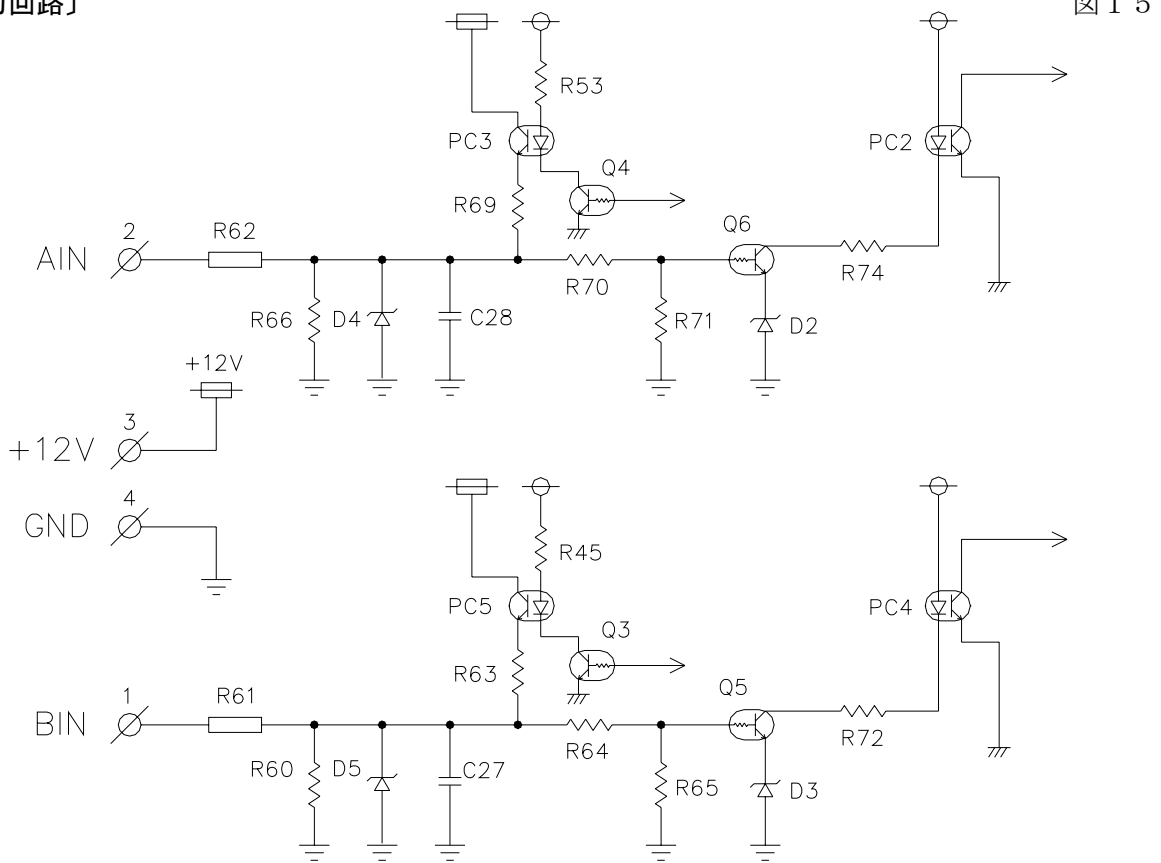 回路〕
図１５
R53
PC3
PC2
Q4
R69
Q6
2
R62
AIN
R70
R74
R66
D4
C28
R71
D2
+12V
3
+12V
4
GND
R45
PC5
PC4
Q3
R63
Q5
1
R61
BIN
R64
R72
R60
D5
C27
R65
D3